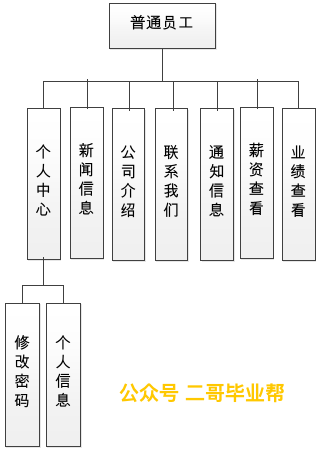 普通员工
个人中心
新闻信息
公司介绍
联系我们
通知信息
薪资查看
业绩查看
修改密码
个人信息
公众号 二哥毕业帮